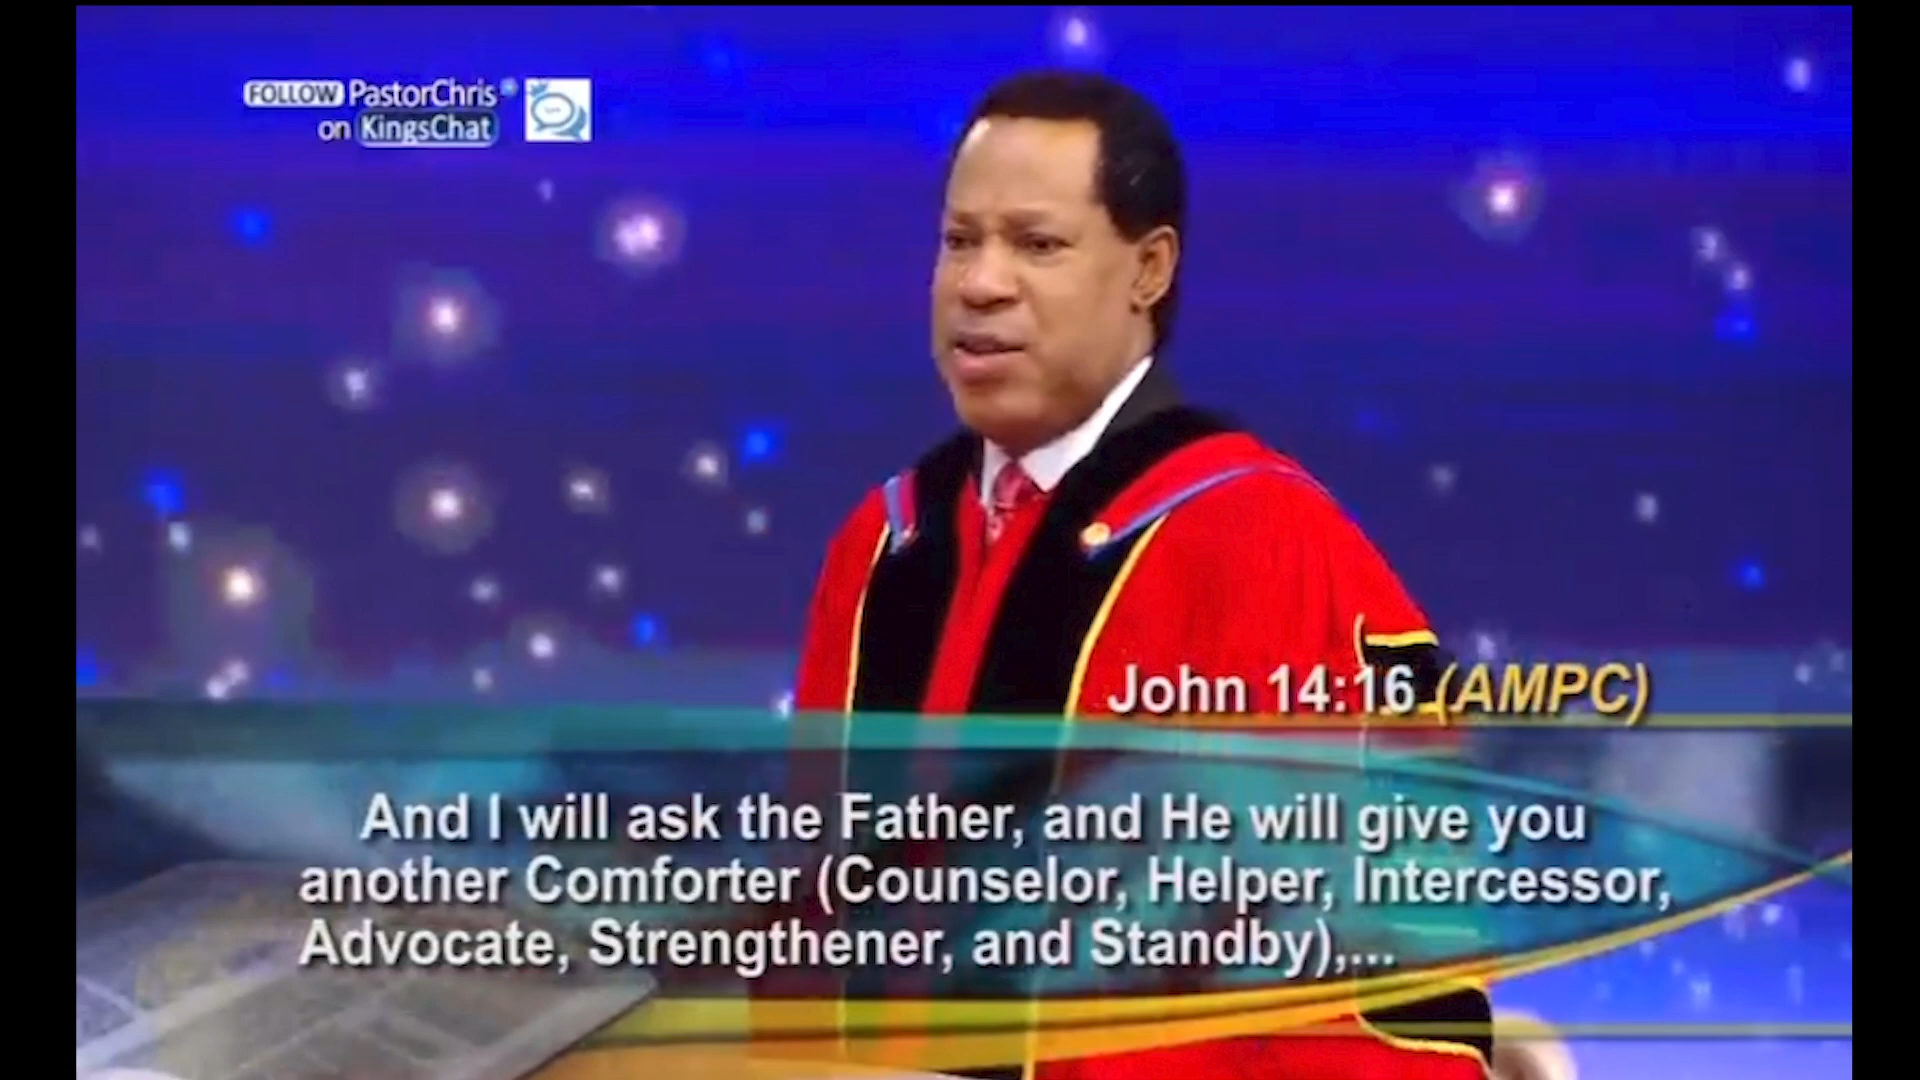 FOLLOW PastorChris
on KingsChat
John 14:16 (AMPC)
And I will ask the Father, and He will give you
another Comforter (Counselor, Helper, Intercessor,
Advocate, Strengthener, and Standby),...